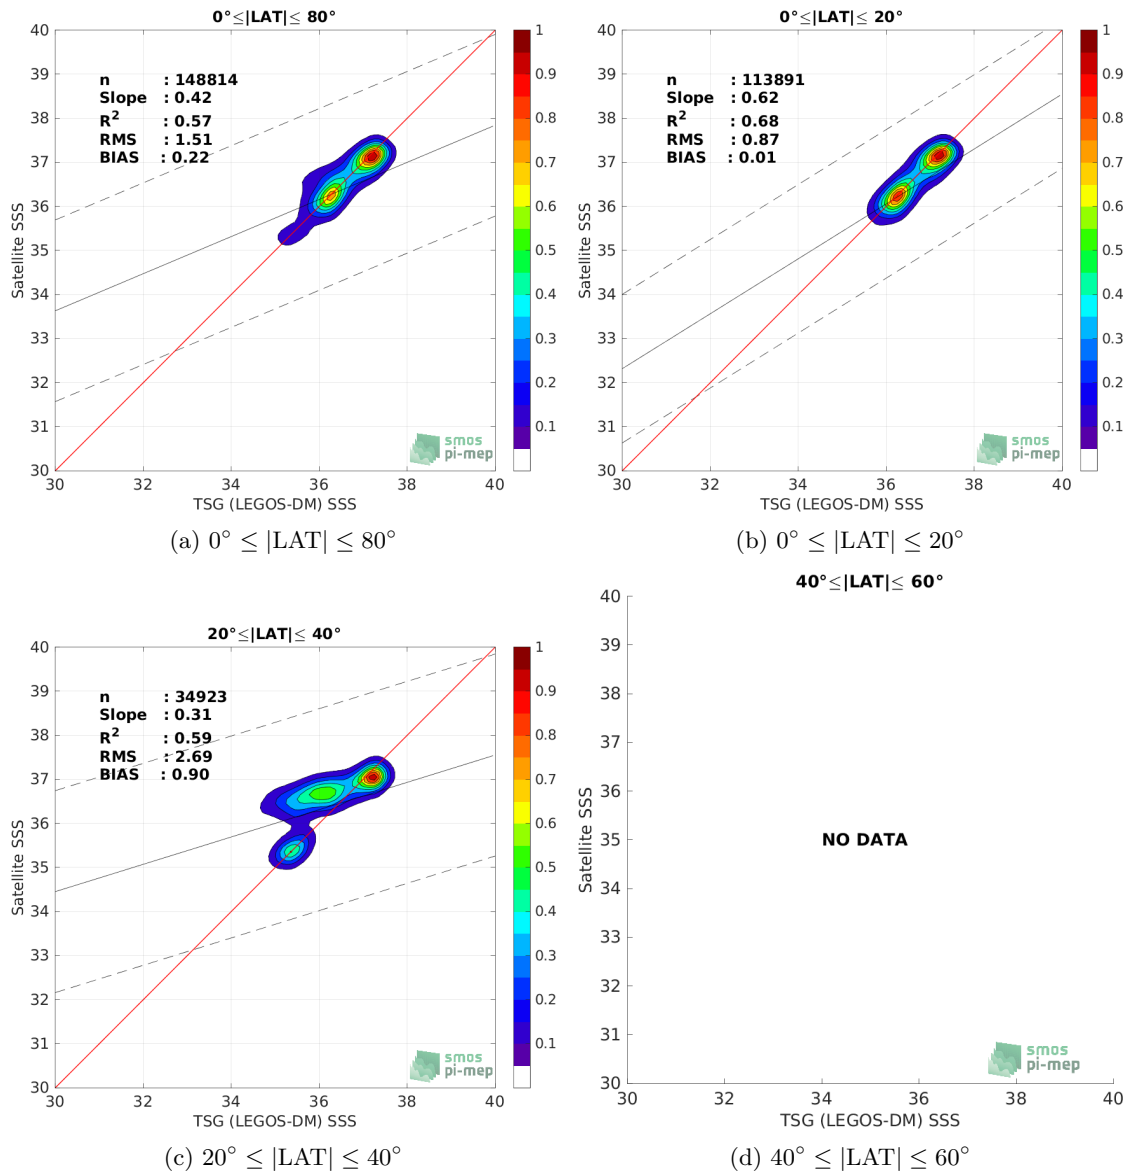 0°≤|LAT|≤ 80°
n : 148814
Slope : 0.42
R2 : 0.57
RMS : 1.51
BIAS : 0.22
Satellite SSS
40
39
38
37
36
35
34
33
32
31
30
30 32 34 36 38 40
TSG (LEGOS-DM) SSS
1
0.9
0.8
0.7
0.6
0.5
0.4
0.3
0.2
0.1
smos
pi-mep
(a) 0° ≤ |LAT| ≤ 80°
0°≤|LAT|≤ 20°
n : 113891
Slope : 0.62
R2 : 0.68
RMS : 0.87
BIAS : 0.01
Satellite SSS
40
39
38
37
36
35
34
33
32
31
30
30 32 34 36 38 40
TSG (LEGOS-DM) SSS
1
0.9
0.8
0.7
0.6
0.5
0.4
0.3
0.2
0.1
smos
pi-mep
(b) 0° ≤ |LAT| ≤ 20°
20°≤|LAT|≤ 40°
n : 34923
Slope : 0.31
R2 : 0.59
RMS : 2.69
BIAS : 0.90
Satellite SSS
40
39
38
37
36
35
34
33
32
31
30
30 32 34 36 38 40
TSG (LEGOS-DM) SSS
1
0.9
0.8
0.7
0.6
0.5
0.4
0.3
0.2
0.1
smos
pi-mep
(c) 20° ≤ |LAT| ≤ 40°
40°≤|LAT|≤ 60°
NO DATA
Satellite SSS
40
39
38
37
36
35
34
33
32
31
30
30 32 34 36 38 40
TSG (LEGOS-DM) SSS
smos
pi-mep
(d) 40° ≤ |LAT| ≤ 60°